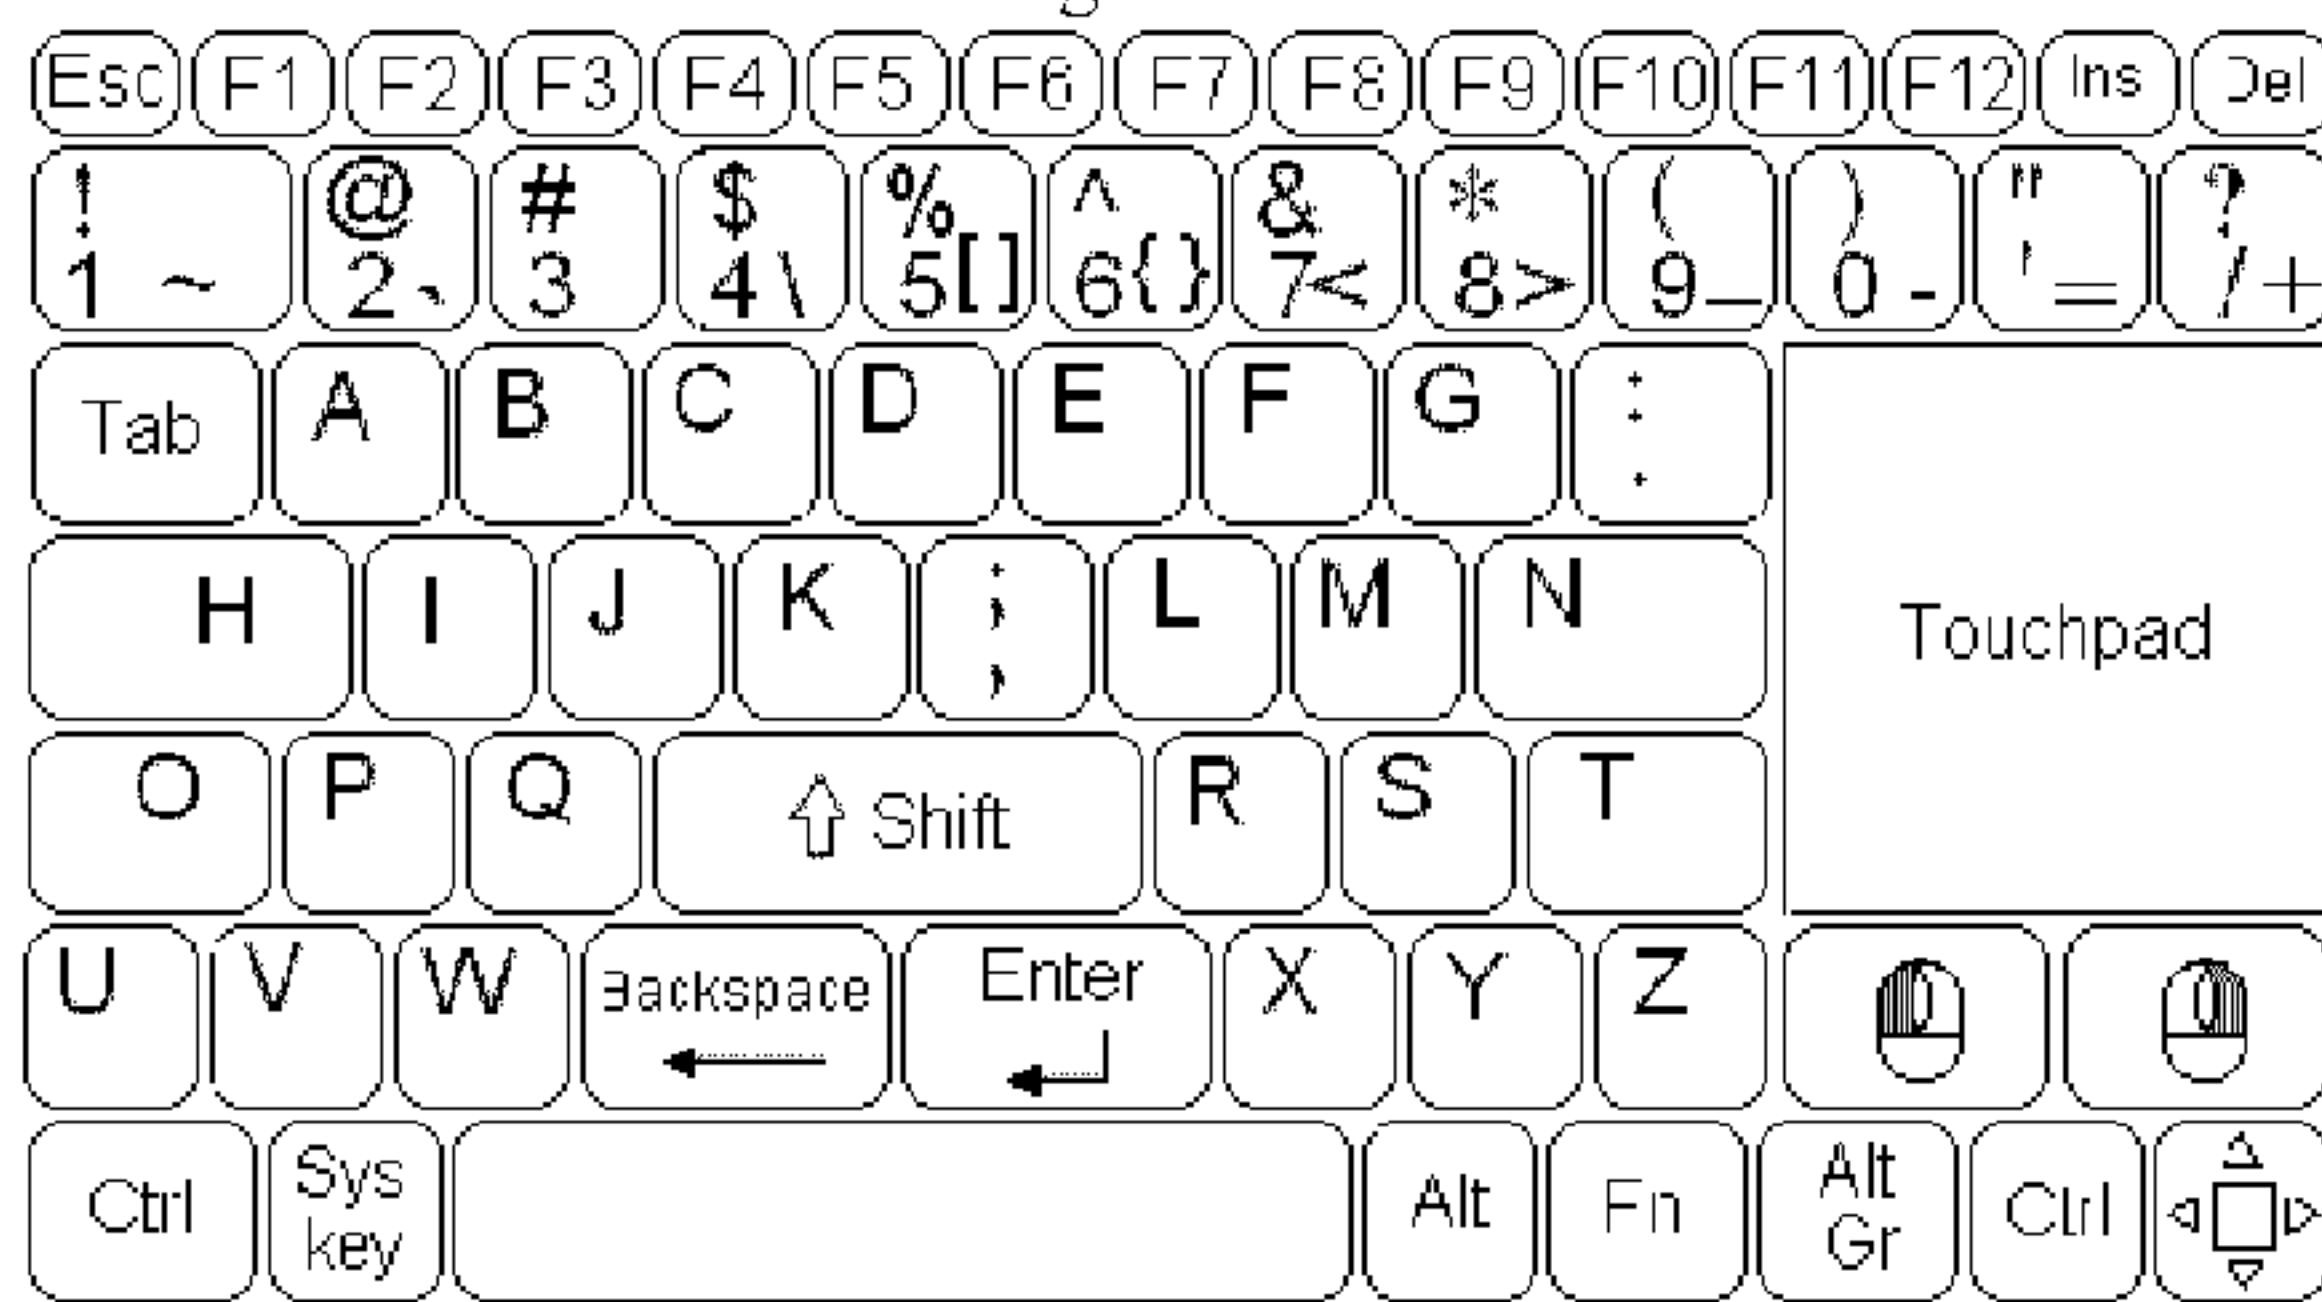 Esc F1 F2 F3 F4 F5 F6 F7 F8 F9 F10 F11 F12 Ins Del
! @ # $ % ^ & * ( ) " ?
1 ~ 2 ` 3 4 \ 5 [ ] 6 { } 7 < 8 > 9 _ 0 - ' = / +
Tab A B C D E F G :
.
H I J K ; L M N
,
Touchpad
O P Q Shift R S T
U V W Backspace Enter X Y Z
Ctrl Sys key Alt Fn Alt Gr Ctrl